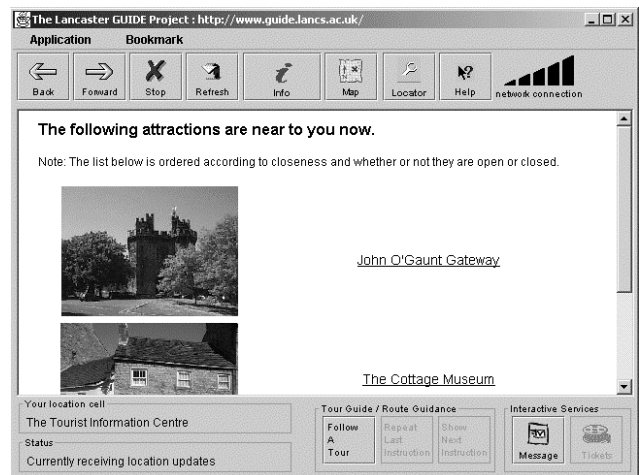 The Lancaster GUIDE Project : http://www.guide.lancs.ac.uk/
Application Bookmark
Back Forward Stop Refresh Info Map Locator Help network connection
The following attractions are near to you now.
Note: The list below is ordered according to closeness and whether or not they are open or closed.
John O'Gaunt Gateway
The Cottage Museum
Your location cell
The Tourist Information Centre
Status
Currently receiving location updates
Tour Guide / Route Guidance
Follow
A
Tour
Repeat
Last
Instruction
Show
Next
Instruction
Interactive Services
Message
Tickets